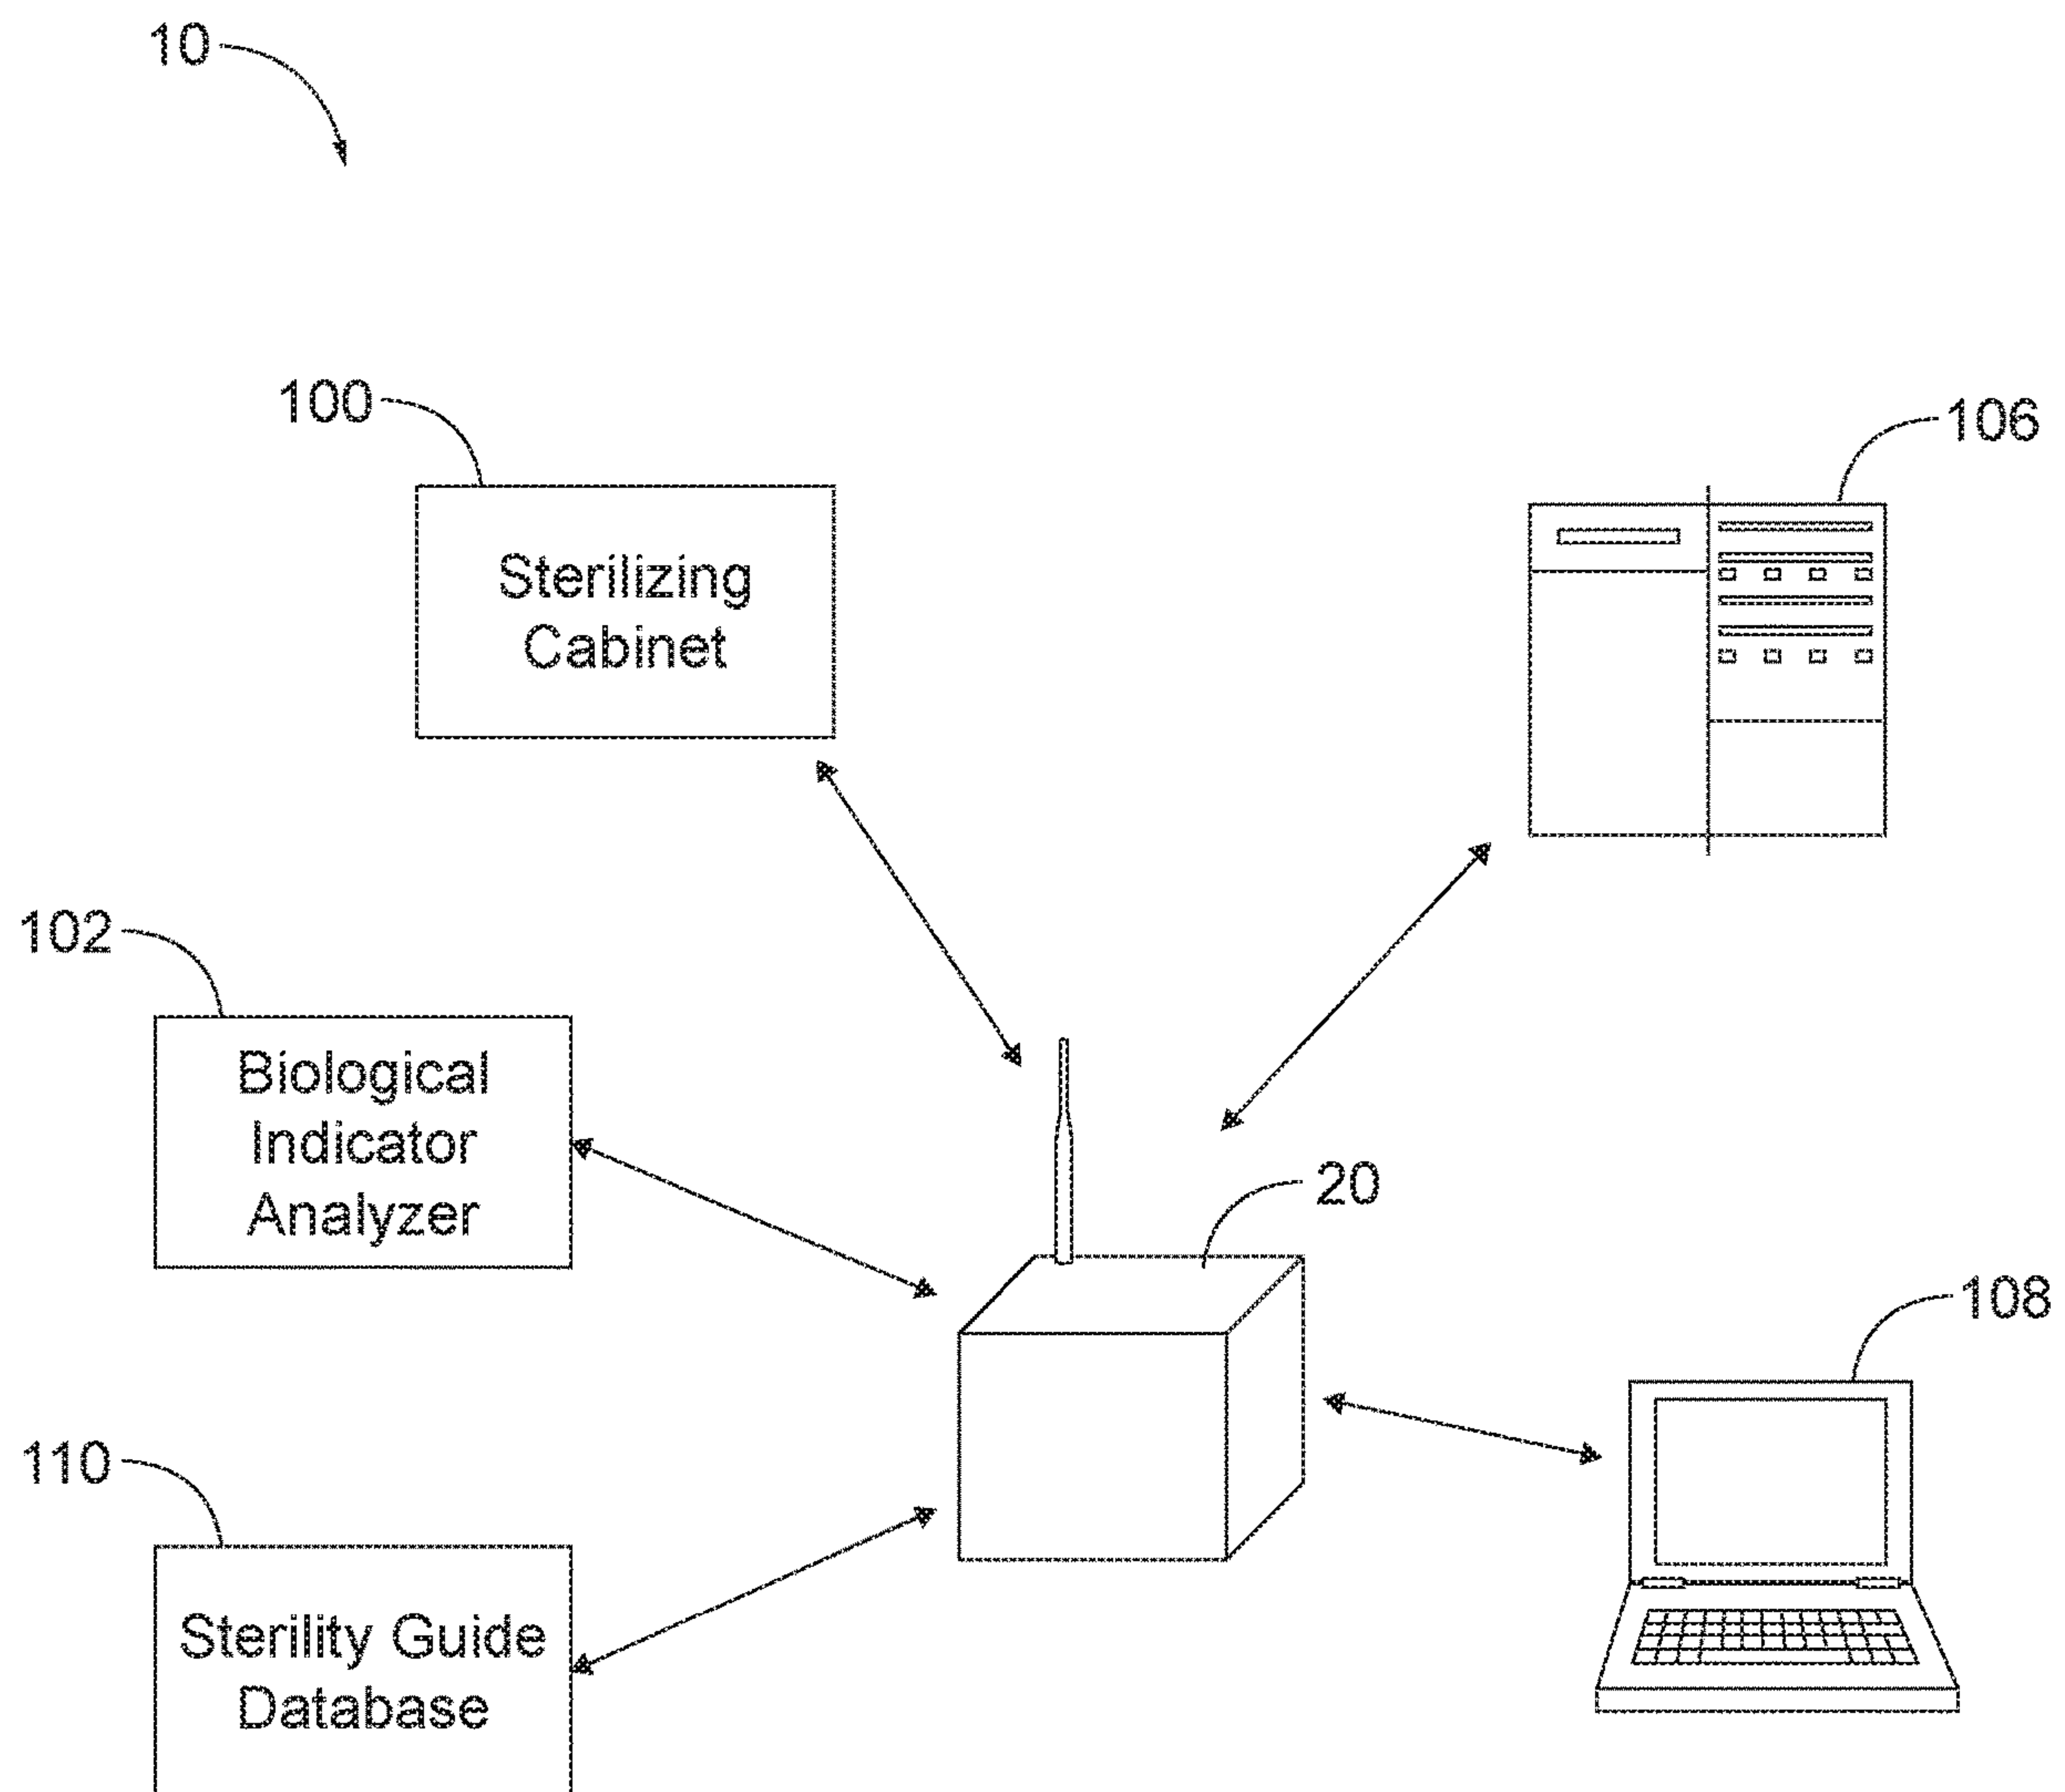 10
100
106
Sterilizing
Cabinet
102
Biological
Indicator
Analyzer
20
108
110
Sterility Guide
Database